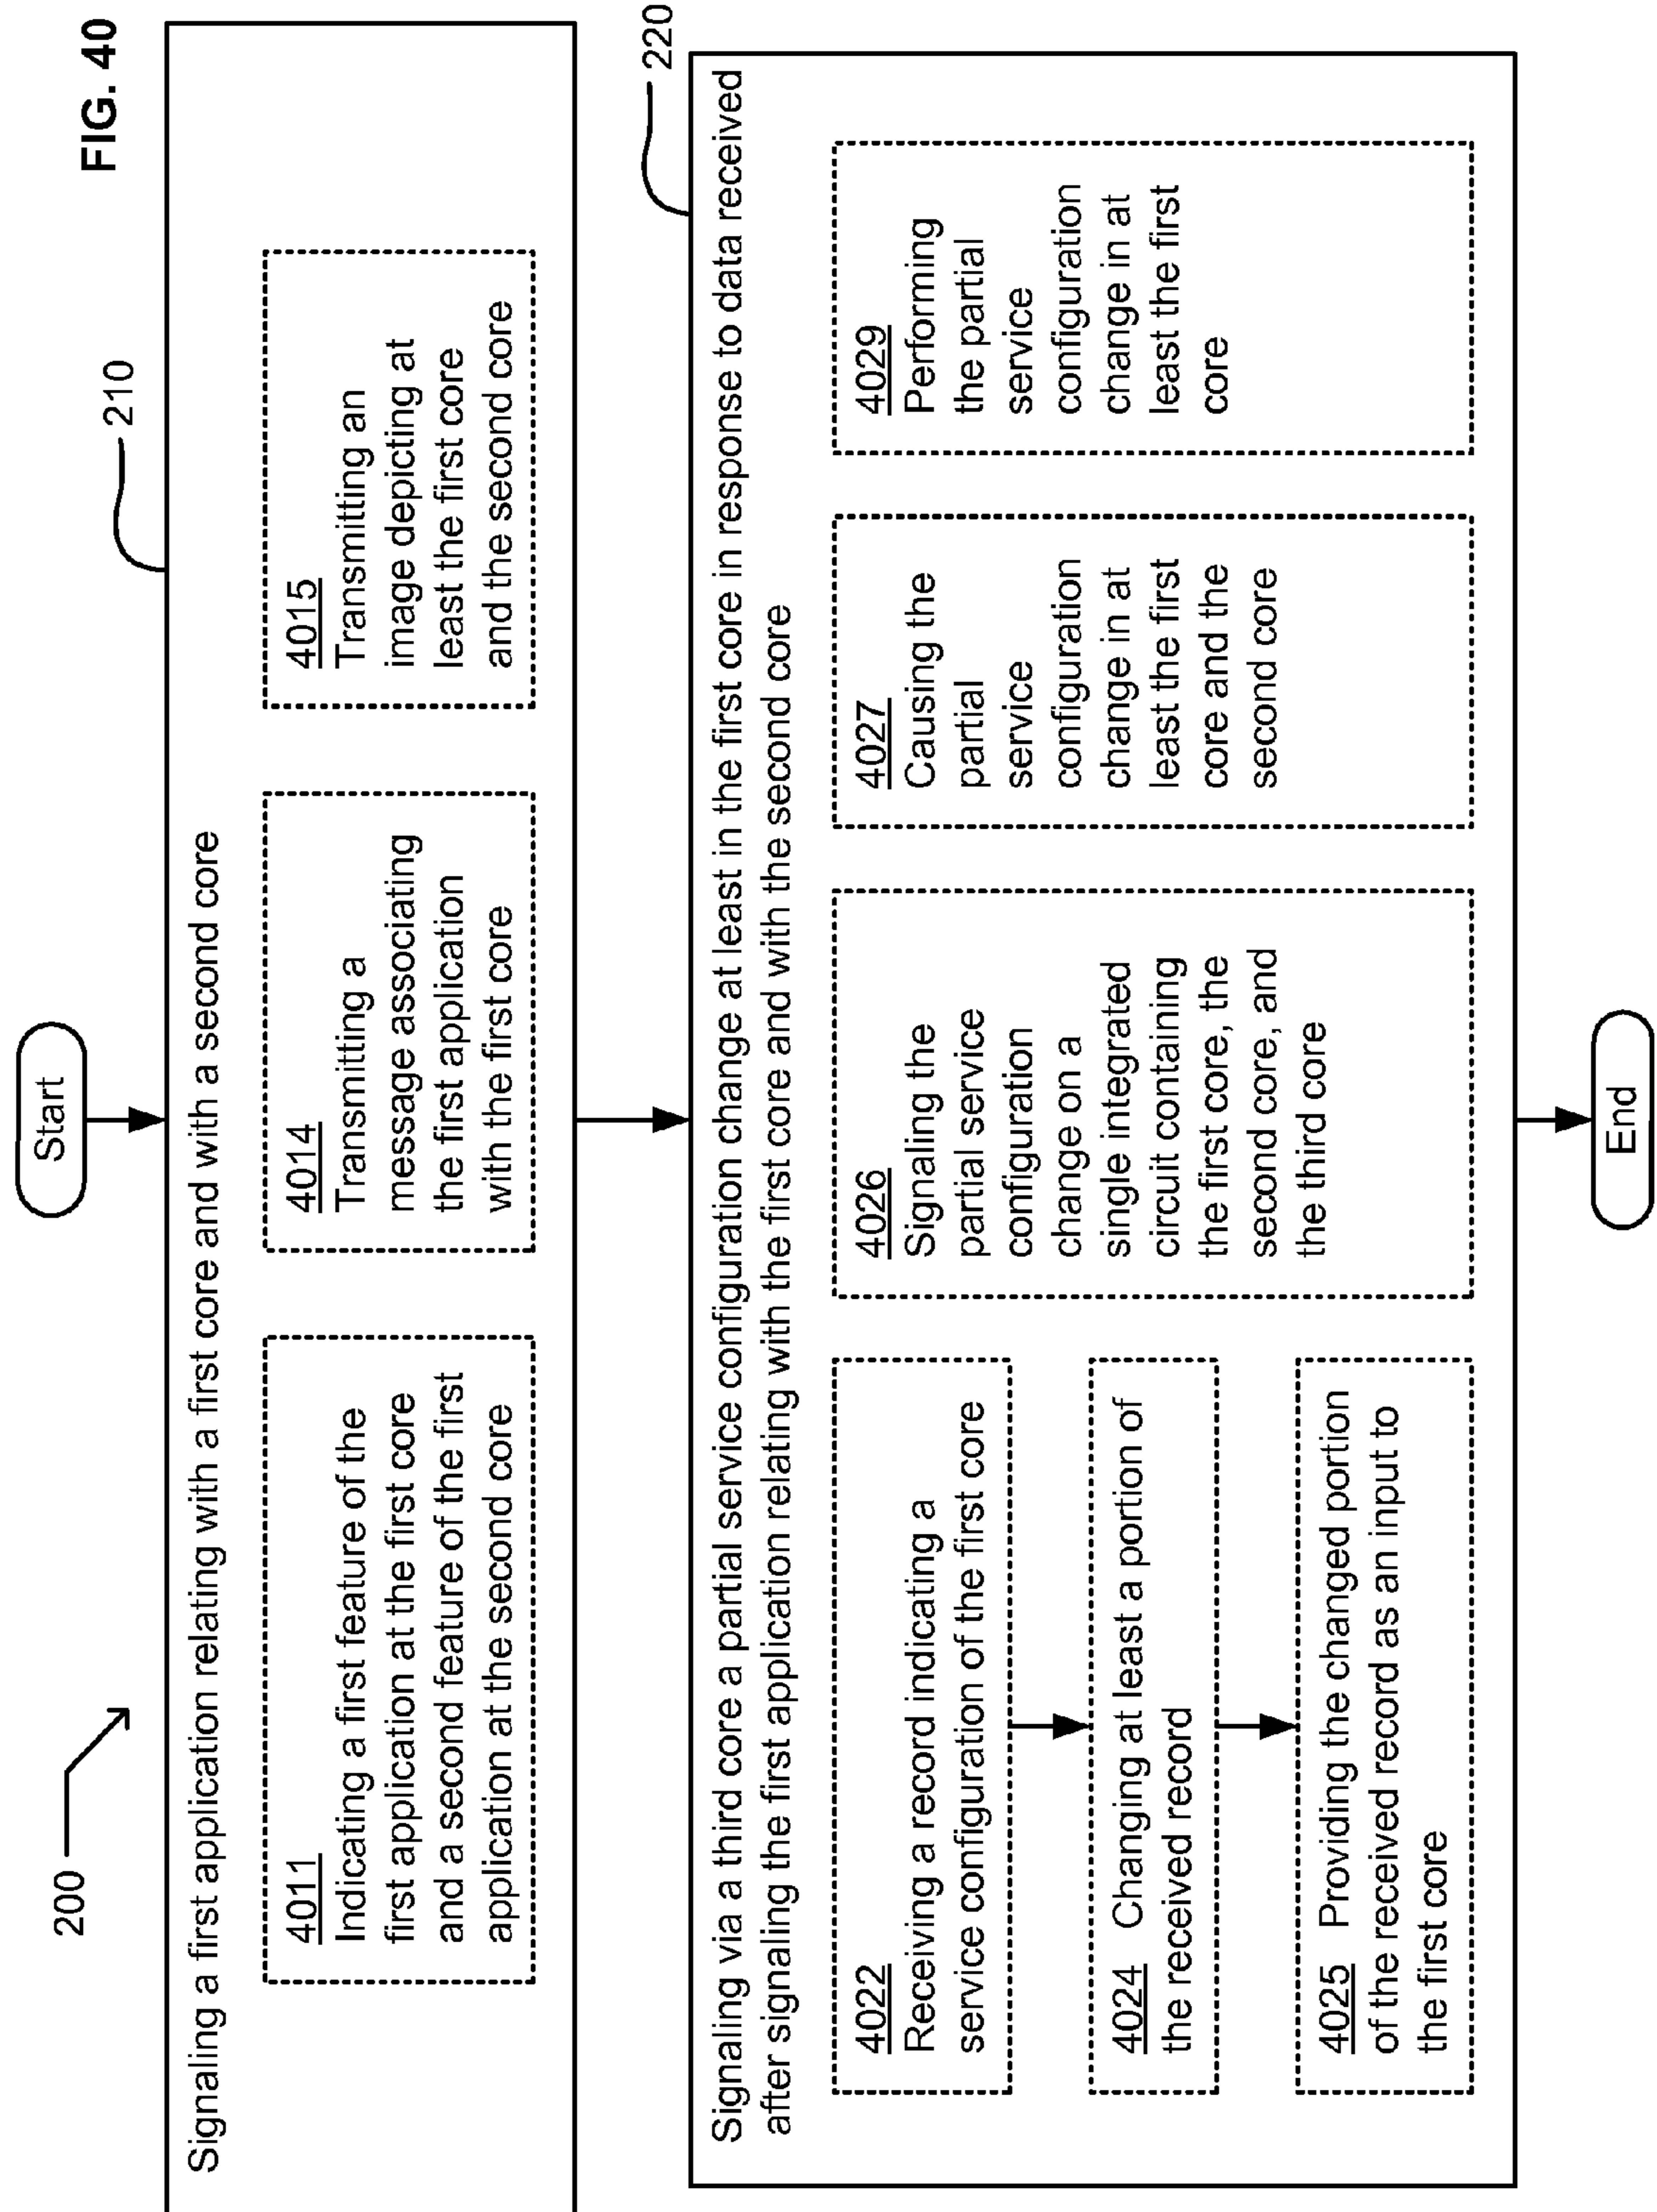 FIG. 40
200
Start
210
Signaling a first application relating with a first core and with a second core
4011
Indicating a first feature of the
first application at the first core
and a second feature of the first
application at the second core
4014
Transmitting a
message associating
the first application
with the first core
4015
Transmitting an
image depicting at
least the first core
and the second core
220
Signaling via a third core a partial service configuration change at least in the first core in response to data received
after signaling the first application relating with the first core and with the second core
4022
Receiving a record indicating a
service configuration of the first core
4024 Changing at least a portion of
the received record
4025 Providing the changed portion
of the received record as an input to
the first core
4026
Signaling the
partial service
configuration
change on a
single integrated
circuit containing
the first core, the
second core, and
the third core
4027
Causing the
partial
service
configuration
change in at
least the first
core and the
second core
4029
Performing
the partial
service
configuration
change in at
least the first
core
End